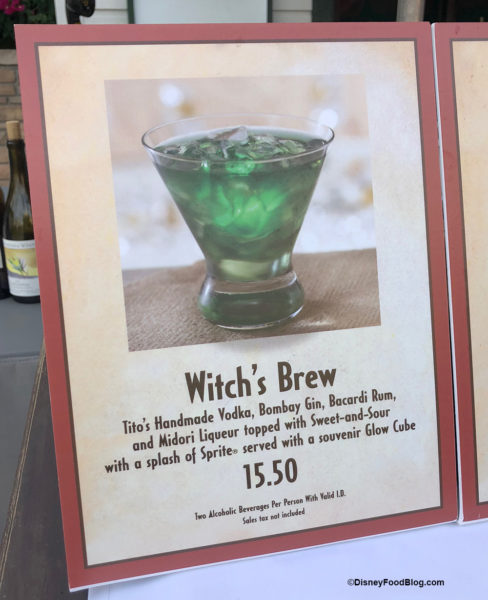 Witch's Brew
Tito's Handmade Vodka, Bombay Gin, Bacardi Rum,
and Midori Liqueur topped with Sweet-and-Sour
with a splash of Sprite® served with a souvenir Glow Cube
15.50
Two Alcoholic Beverages Per Person With Valid I.D.
Sales tax not included
©DisneyFoodBlog.com